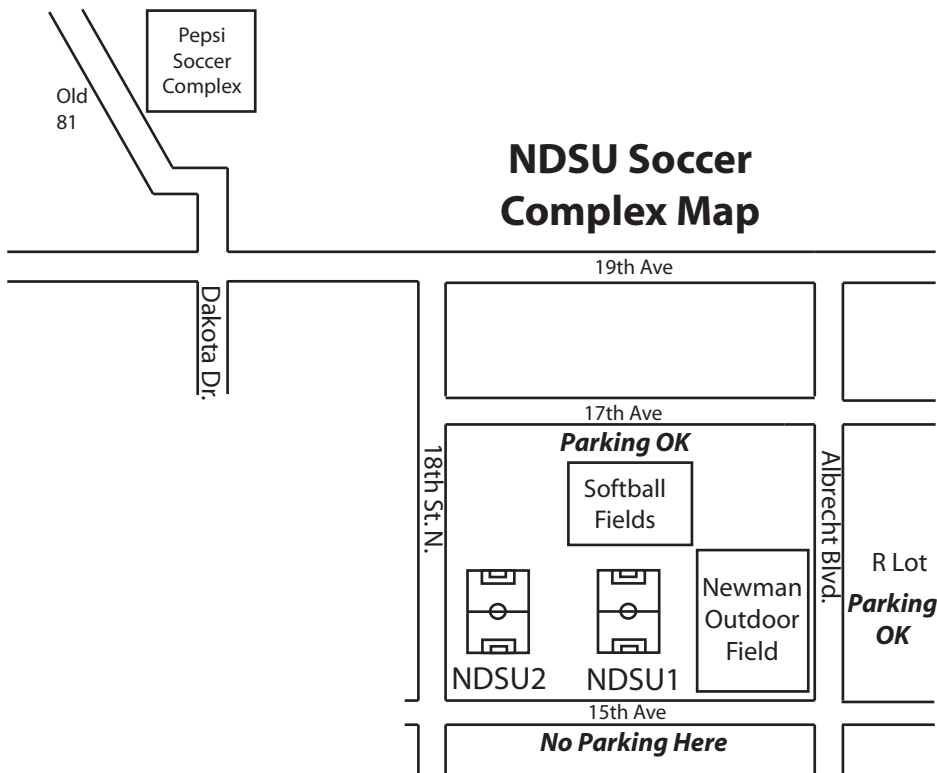 Pepsi
Soccer
Complex
Old
81
NDSU Soccer
Complex Map
19th Ave
Dakota Dr.
17th Ave
Parking OK
18th St. N.
Softball
Fields
Albrecht Blvd.
R Lot
Parking
OK
Newman
Outdoor
Field
NDSU2
NDSU1
15th Ave
No Parking Here